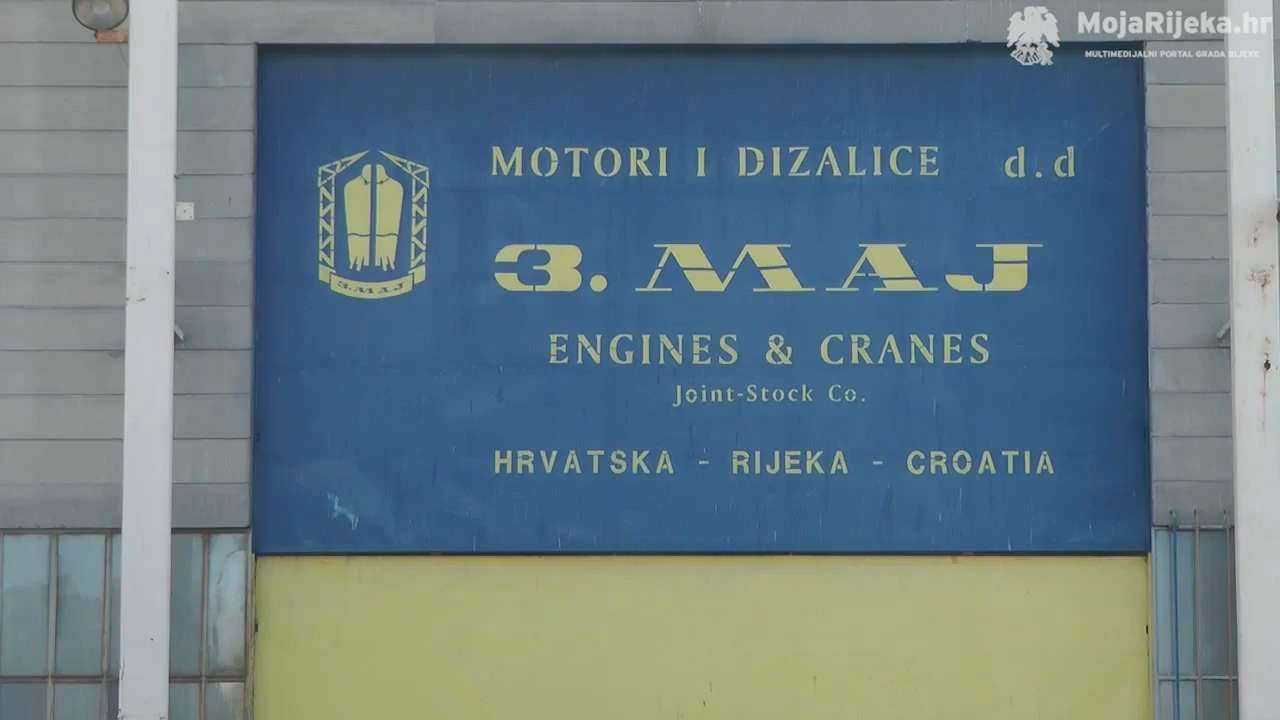 MojaRijeka.hr
MULTIMEDIJALNI PORTAL GRADA RIJEKE
MOTORI I DIZALICE d.d
3. MAJ
3. MAJ
ENGINES & CRANES
Joint-Stock Co.
HRVATSKA - RIJEKA - CROATIA